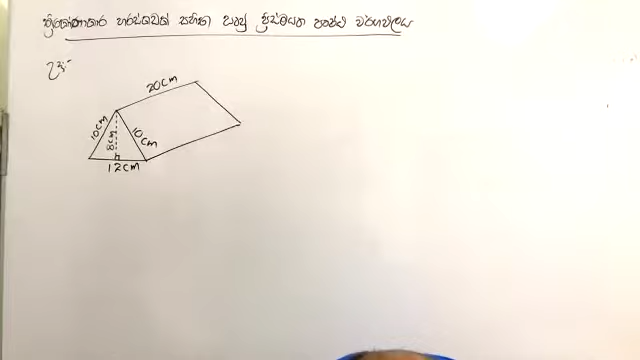 ත්‍රිකෝණාකාර හරස්කඩක් සහිත ඍජු ප්‍රිස්මයක පෘෂ්ඨ වර්ගඵලය
උදා:-
20cm
10cm
8cm
10cm
12cm